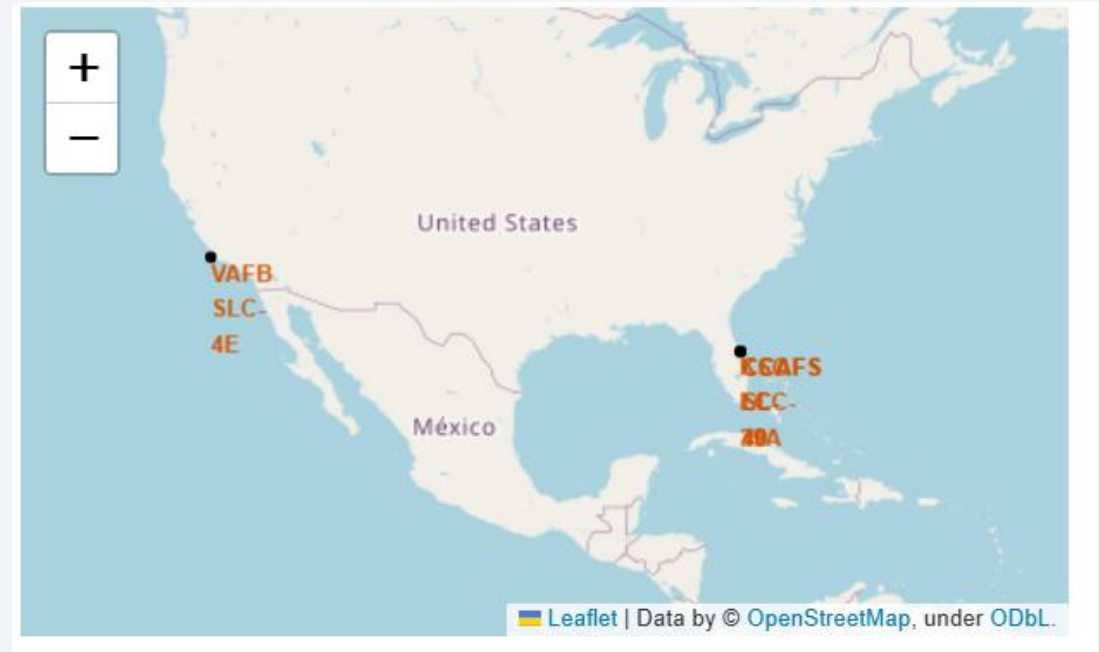 +
−
United States
VAFB
SLC-
4E
México
Leaflet | Data by © OpenStreetMap, under ODbL.